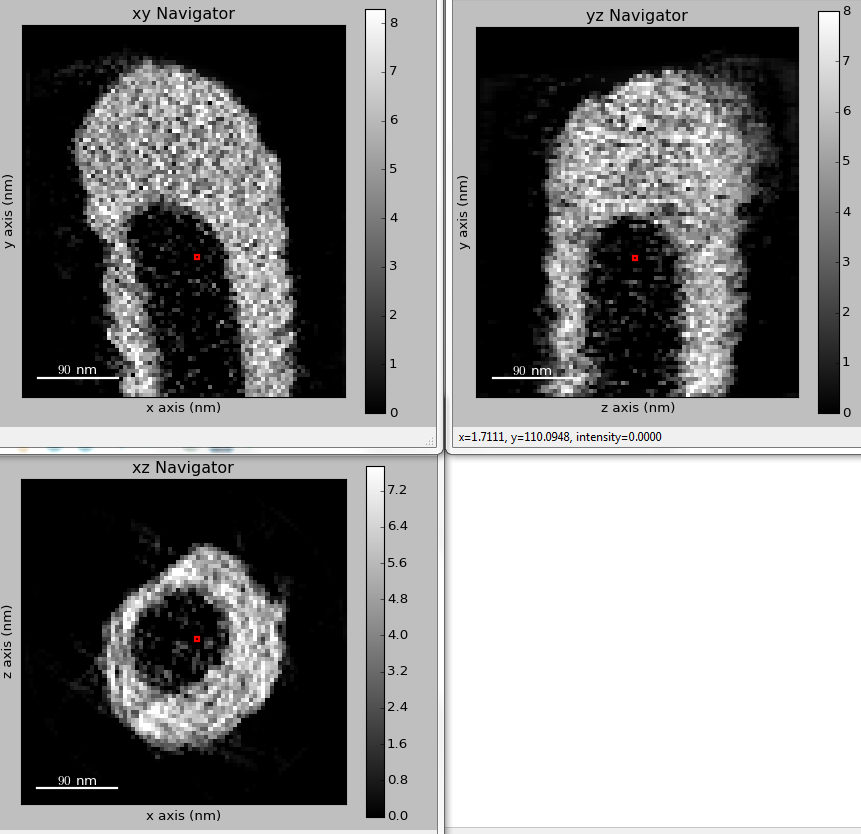 xy Navigator
8
7
6
5
4
3
2
1
0
y axis (nm)
90 nm
x axis (nm)
yz Navigator
8
7
6
5
4
3
2
1
0
y axis (nm)
90 nm
z axis (nm)
x=1.7111, y=110.0948, intensity=0.0000
xz Navigator
7.2
6.4
5.6
4.8
4.0
3.2
2.4
1.6
0.8
0.0
z axis (nm)
90 nm
x axis (nm)